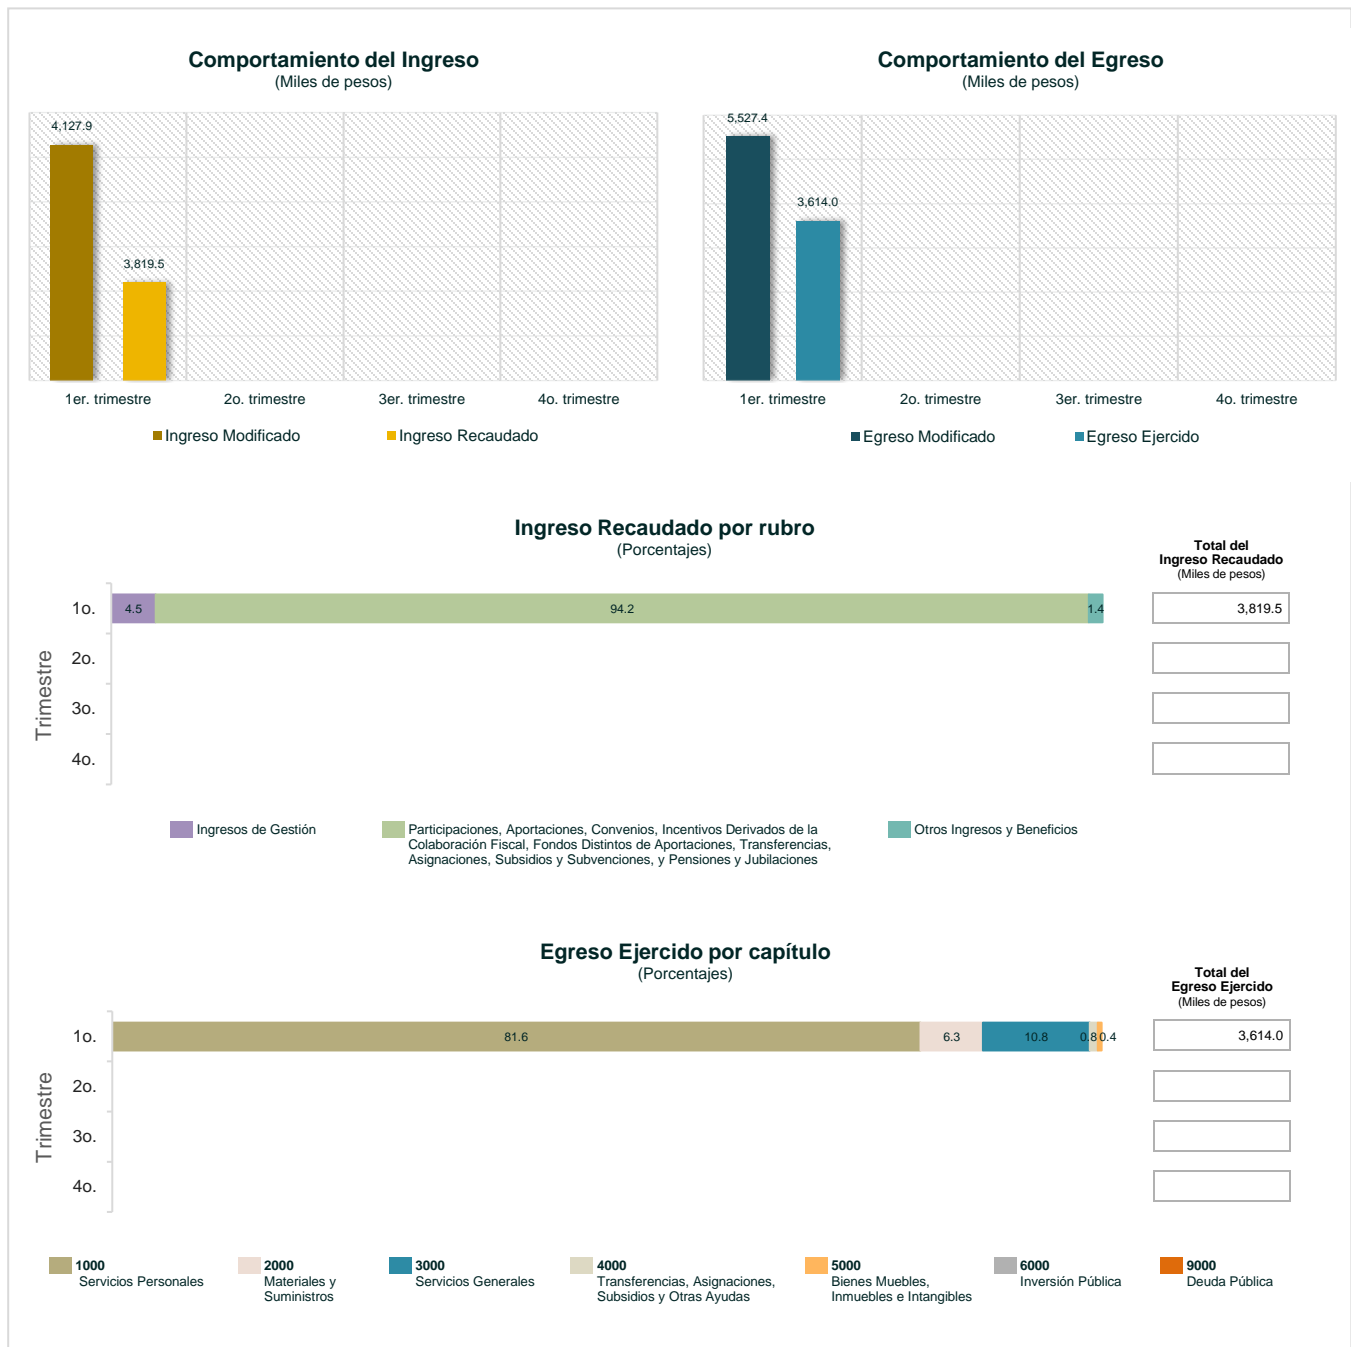 Comportamiento del Ingreso
(Miles de pesos)
4,127.9
3,819.5
1er. trimestre
2o. trimestre
3er. trimestre
4o. trimestre
Ingreso Modificado
Ingreso Recaudado
Comportamiento del Egreso
(Miles de pesos)
5,527.4
3,614.0
1er. trimestre
2o. trimestre
3er. trimestre
4o. trimestre
Egreso Modificado
Egreso Ejercido
Ingreso Recaudado por rubro
(Porcentajes)
Total del
Ingreso Recaudado
(Miles de pesos)
Trimestre
1o.
4.5
94.2
1.4
3,819.5
2o.
3o.
4o.
Ingresos de Gestión
Participaciones, Aportaciones, Convenios, Incentivos Derivados de la
Colaboración Fiscal, Fondos Distintos de Aportaciones, Transferencias,
Asignaciones, Subsidios y Subvenciones, y Pensiones y Jubilaciones
Otros Ingresos y Beneficios
Egreso Ejercido por capítulo
(Porcentajes)
Total del
Egreso Ejercido
(Miles de pesos)
Trimestre
1o.
81.6
6.3
10.8
0.8
0.4
3,614.0
2o.
3o.
4o.
1000
Servicios Personales
2000
Materiales y
Suministros
3000
Servicios Generales
4000
Transferencias, Asignaciones,
Subsidios y Otras Ayudas
5000
Bienes Muebles,
Inmuebles e Intangibles
6000
Inversión Pública
9000
Deuda Pública